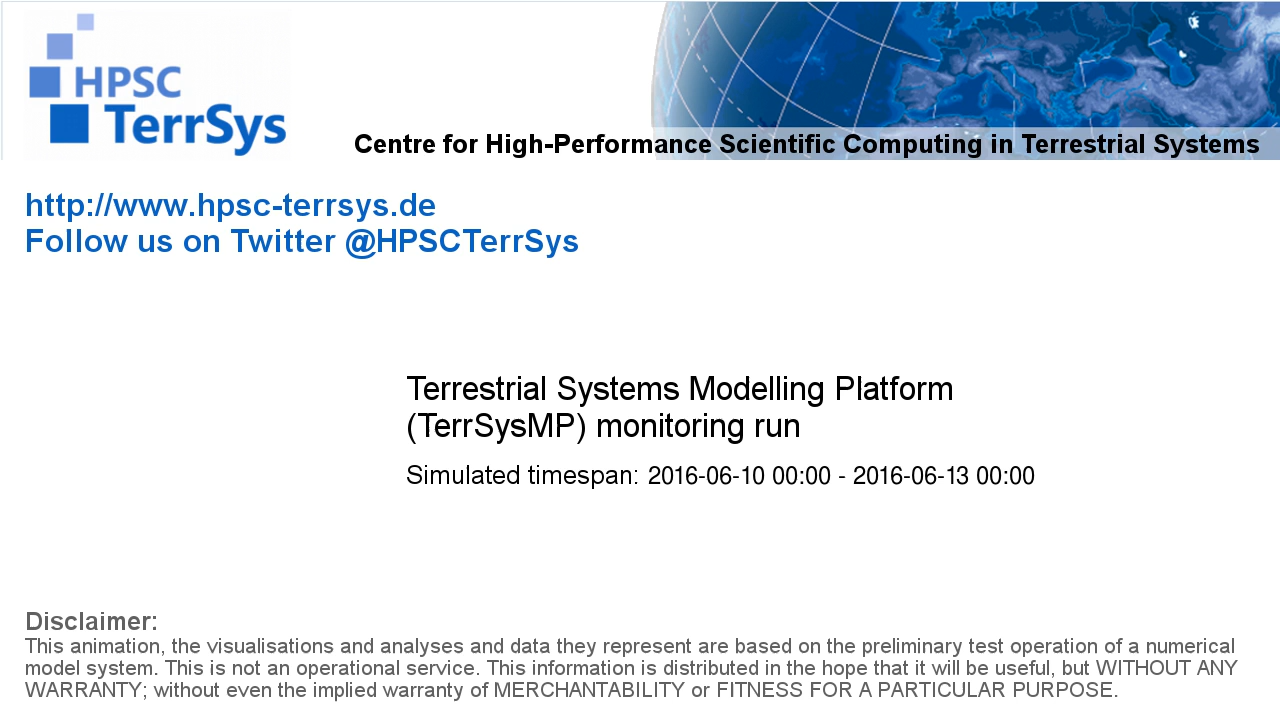 HPSC
TerrSys
Centre for High-Performance Scientific Computing in Terrestrial Systems
http://www.hpsc-terrsys.de
Follow us on Twitter @HPSCTerrSys
Terrestrial Systems Modelling Platform
(TerrSysMP) monitoring run
Simulated timespan: 2016-06-10 00:00 - 2016-06-13 00:00
Disclaimer:
This animation, the visualisations and analyses and data they represent are based on the preliminary test operation of a numerical
model system. This is not an operational service. This information is distributed in the hope that it will be useful, but WITHOUT ANY
WARRANTY; without even the implied warranty of MERCHANTABILITY or FITNESS FOR A PARTICULAR PURPOSE.